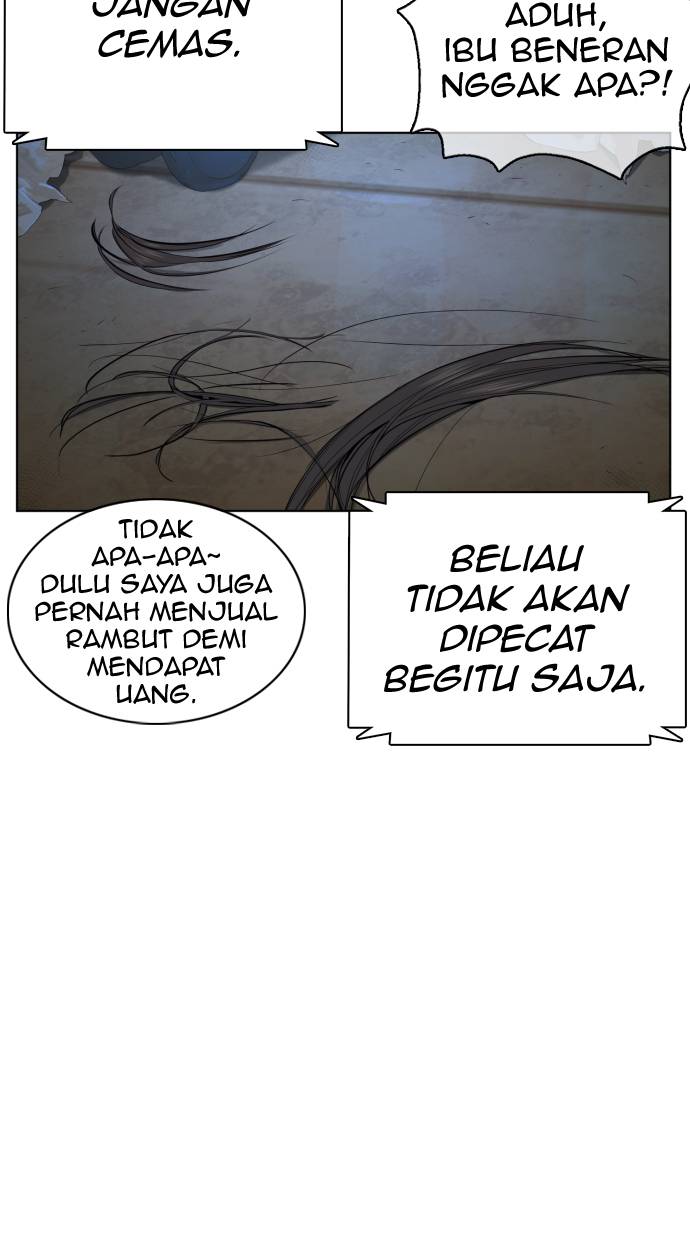 JANGAN
CEMAS.
ADUH,
IBU BENERAN
NGGAK APA?!
TIDAK
APA-APA~
DULU SAYA JUGA
PERNAH MENJUAL
RAMBUT DEMI
MENDAPAT
UANG.
BELIAU
TIDAK AKAN
DIPECAT
BEGITU SAJA.